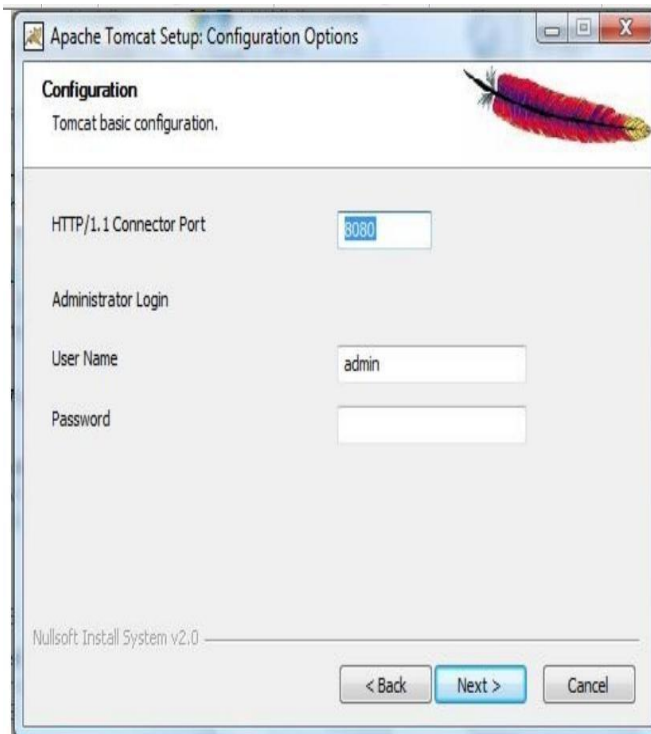 Apache Tomcat Setup: Configuration Options
Configuration
Tomcat basic configuration.
HTTP/1.1 Connector Port
8080
Administrator Login
User Name
admin
Password
Nullsoft Install System v2.0
< Back
Next >
Cancel